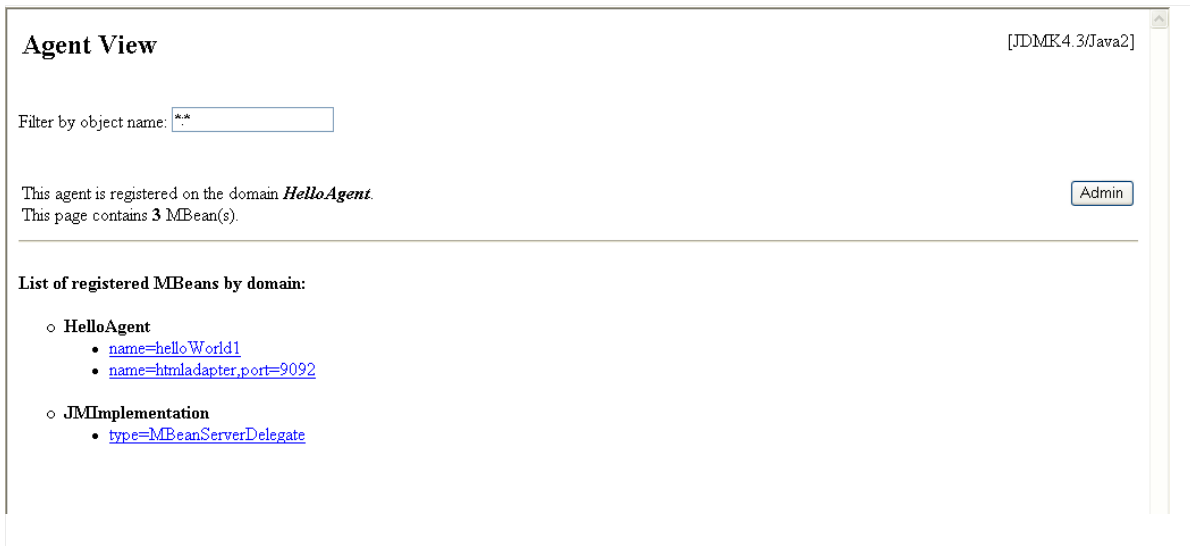 Agent View
[JDMK4.3/Java2]
Filter by object name: *:*
This agent is registered on the domain HelloAgent.
Admin
This page contains 3 MBean(s).
List of registered MBeans by domain:
HelloAgent
name=helloWorld1
name=htmladapter,port=9092
JMImplementation
type=MBeanServerDelegate